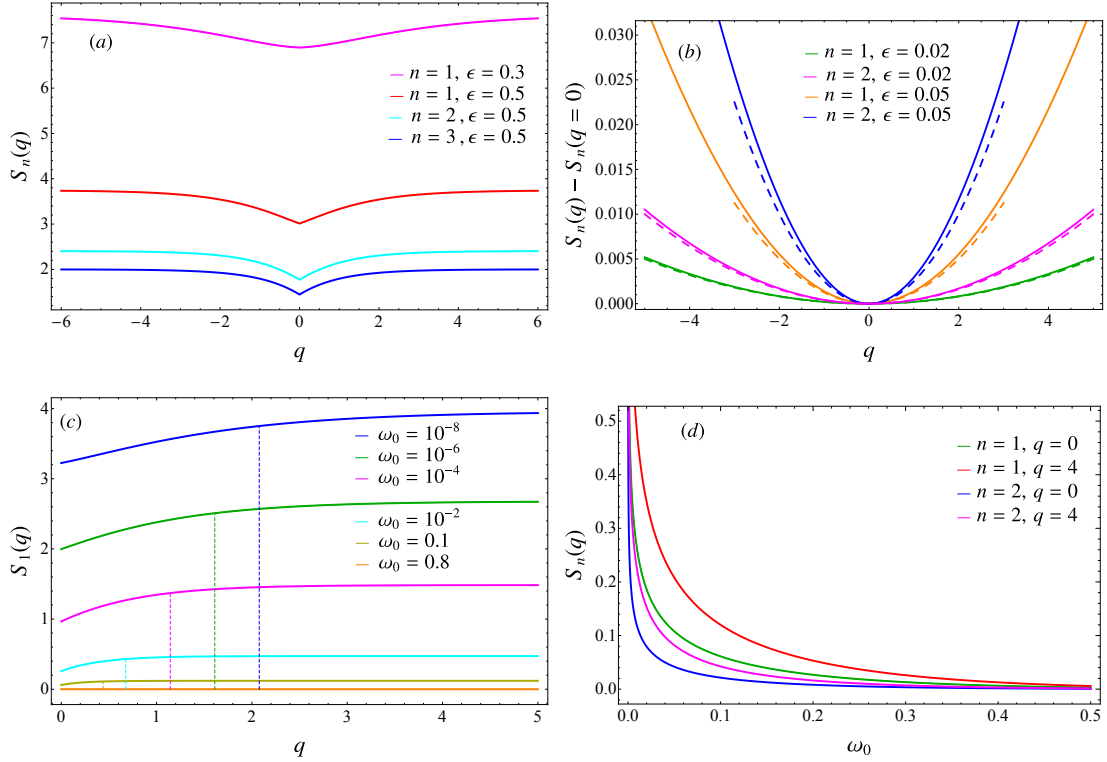 (a)
n = 1, ϵ = 0.3
n = 1, ϵ = 0.5
n = 2 , ϵ = 0.5
n = 3 , ϵ = 0.5
7
6
5
4
3
2
S_n(q)
−6 −4 −2 0 2 4 6
q
(b)
n = 1, ϵ = 0.02
n = 2, ϵ = 0.02
n = 1, ϵ = 0.05
n = 2, ϵ = 0.05
0.030
0.025
0.020
0.015
0.010
0.005
0.000
S_n(q) − S_n(q = 0)
−4 −2 0 2 4
q
(c)
ω_0 = 10^{-8}
ω_0 = 10^{-6}
ω_0 = 10^{-4}
ω_0 = 10^{-2}
ω_0 = 0.1
ω_0 = 0.8
4
3
2
1
0
S_1(q)
0 1 2 3 4 5
q
(d)
n = 1, q = 0
n = 1, q = 4
n = 2, q = 0
n = 2, q = 4
0.5
0.4
0.3
0.2
0.1
0.0
S_n(q)
0.0 0.1 0.2 0.3 0.4 0.5
ω_0